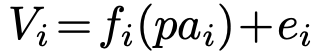 $V_i = f_i(pa_i) + e_i$